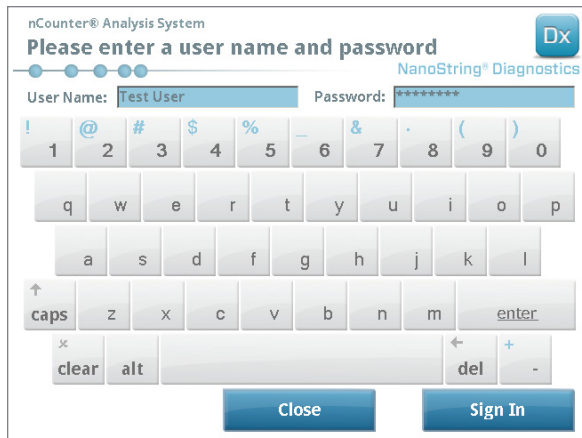 nCounter® Analysis System
Please enter a user name and password
Dx
NanoString® Diagnostics
User Name: Test User Password: ********
! @ # $ % _ & . ( )
1 2 3 4 5 6 7 8 9 0
q w e r t y u i o p
a s d f g h j k l
caps z x c v b n m enter
clear alt del + -
Close Sign In